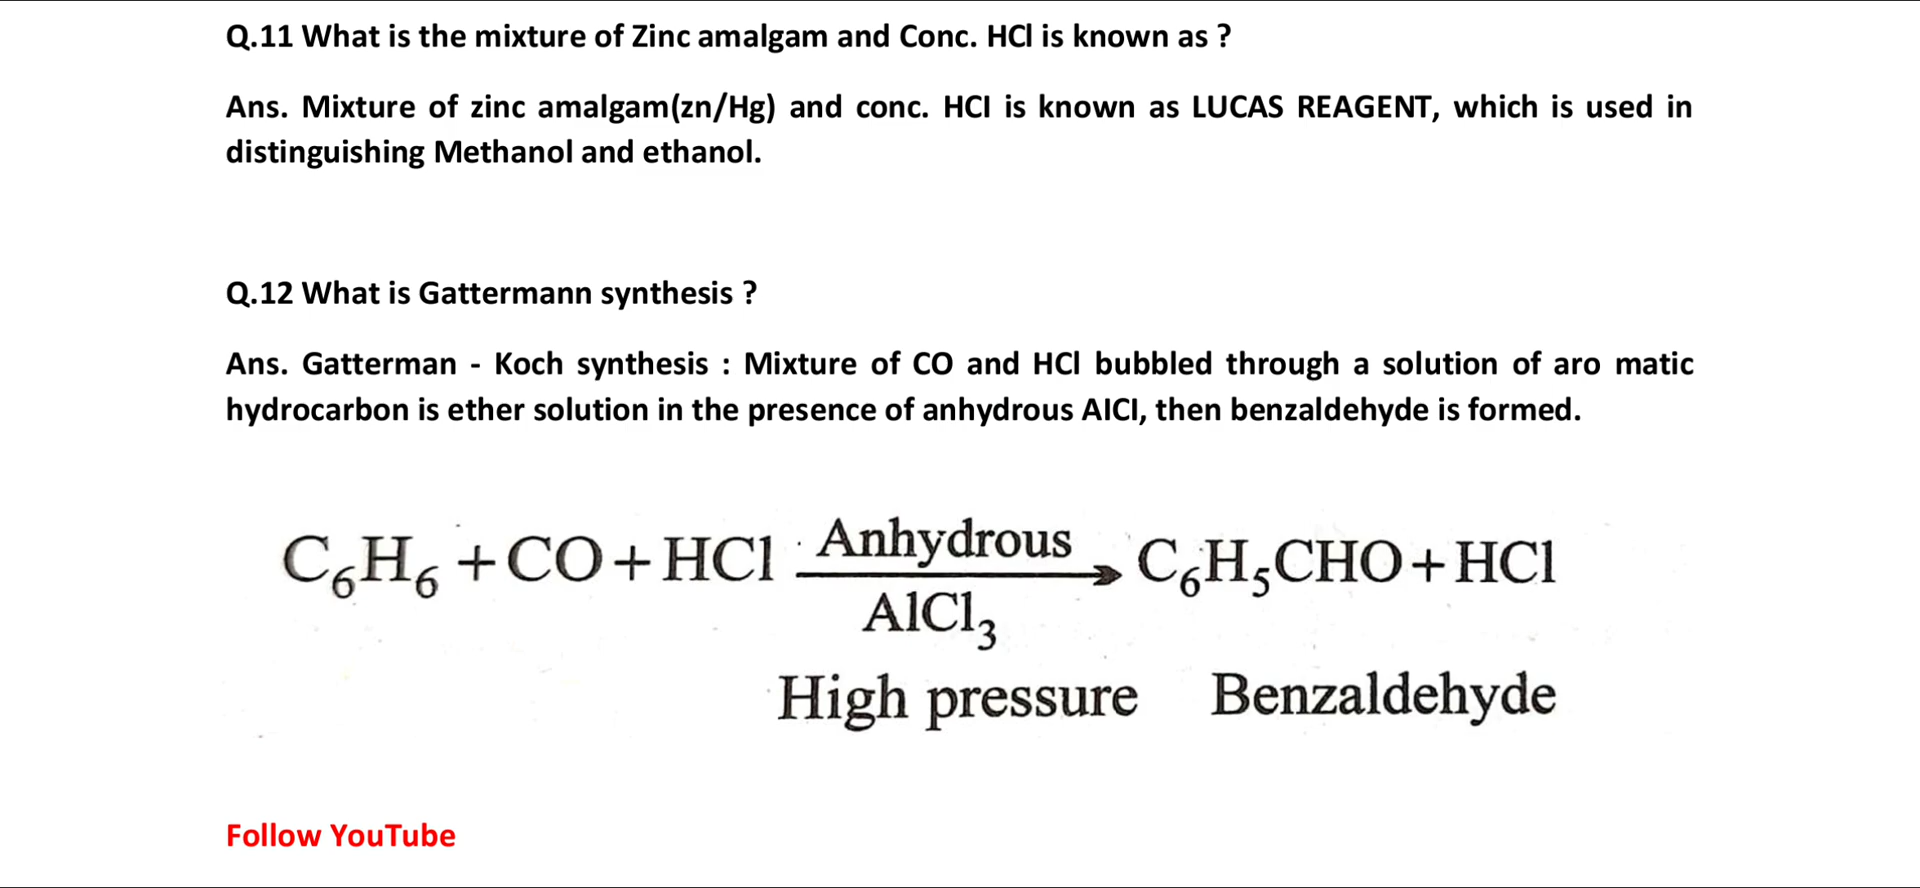 Q.11 What is the mixture of Zinc amalgam and Conc. HCl is known as ?
Ans. Mixture of zinc amalgam(zn/Hg) and conc. HCI is known as LUCAS REAGENT, which is used in
distinguishing Methanol and ethanol.
Q.12 What is Gattermann synthesis ?
Ans. Gatterman - Koch synthesis : Mixture of CO and HCl bubbled through a solution of aro matic
hydrocarbon is ether solution in the presence of anhydrous AICI, then benzaldehyde is formed.
C₆H₆ + CO + HCl Anhydrous AlCl₃ → C₆H₅CHO + HCl
High pressure Benzaldehyde
Follow YouTube